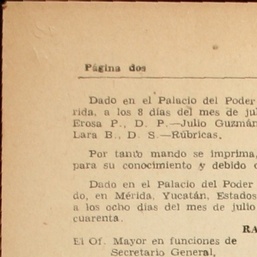 Página dos
Dado en el Palacio del Poder
rida, a los 8 días del mes de jul
Erosa P., D. P.—Julio Guzmán
Lara B., D. S.—Rúbricas.
Por tanto mando se imprima,
para su conocimiento y debido c
Dado en el Palacio del Poder
do, en Mérida, Yucatán, Estados
a los ocho días del mes de julio
cuarenta.
RA
El Of. Mayor en funciones de
Secretario General,